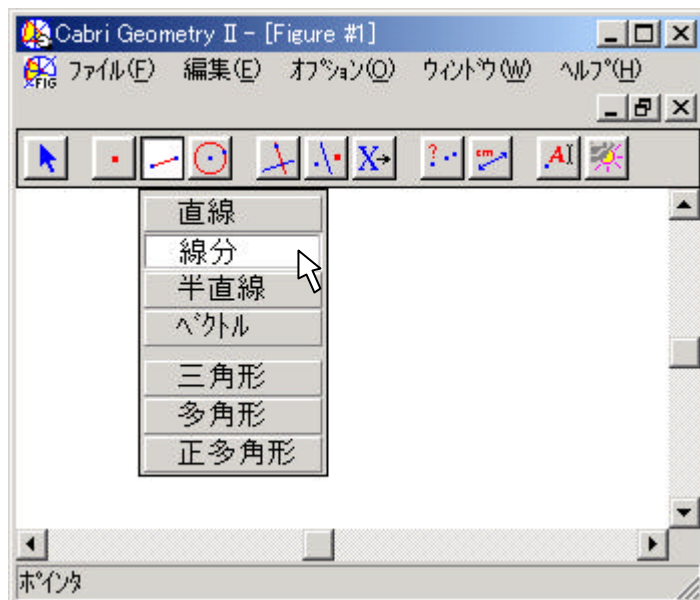 Cabri Geometry II - [Figure #1]
FIG ﾌｧｲﾙ(F) 編集(E) ｵﾌﾟｼｮﾝ(O) ｳｨﾝﾄﾞｳ(W) ﾍﾙﾌﾟ(H)
X ? cm A
直線
線分
半直線
ﾍﾞｸﾄﾙ
三角形
多角形
正多角形
ﾎﾟｲﾝﾀ